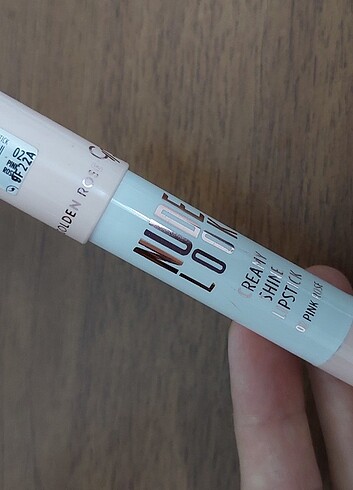 GOLDEN ROSE
NUDE
LOOK
CREAMY
SHINE
LIPSTICK
PINK ROSE
02
PINK
ROSE